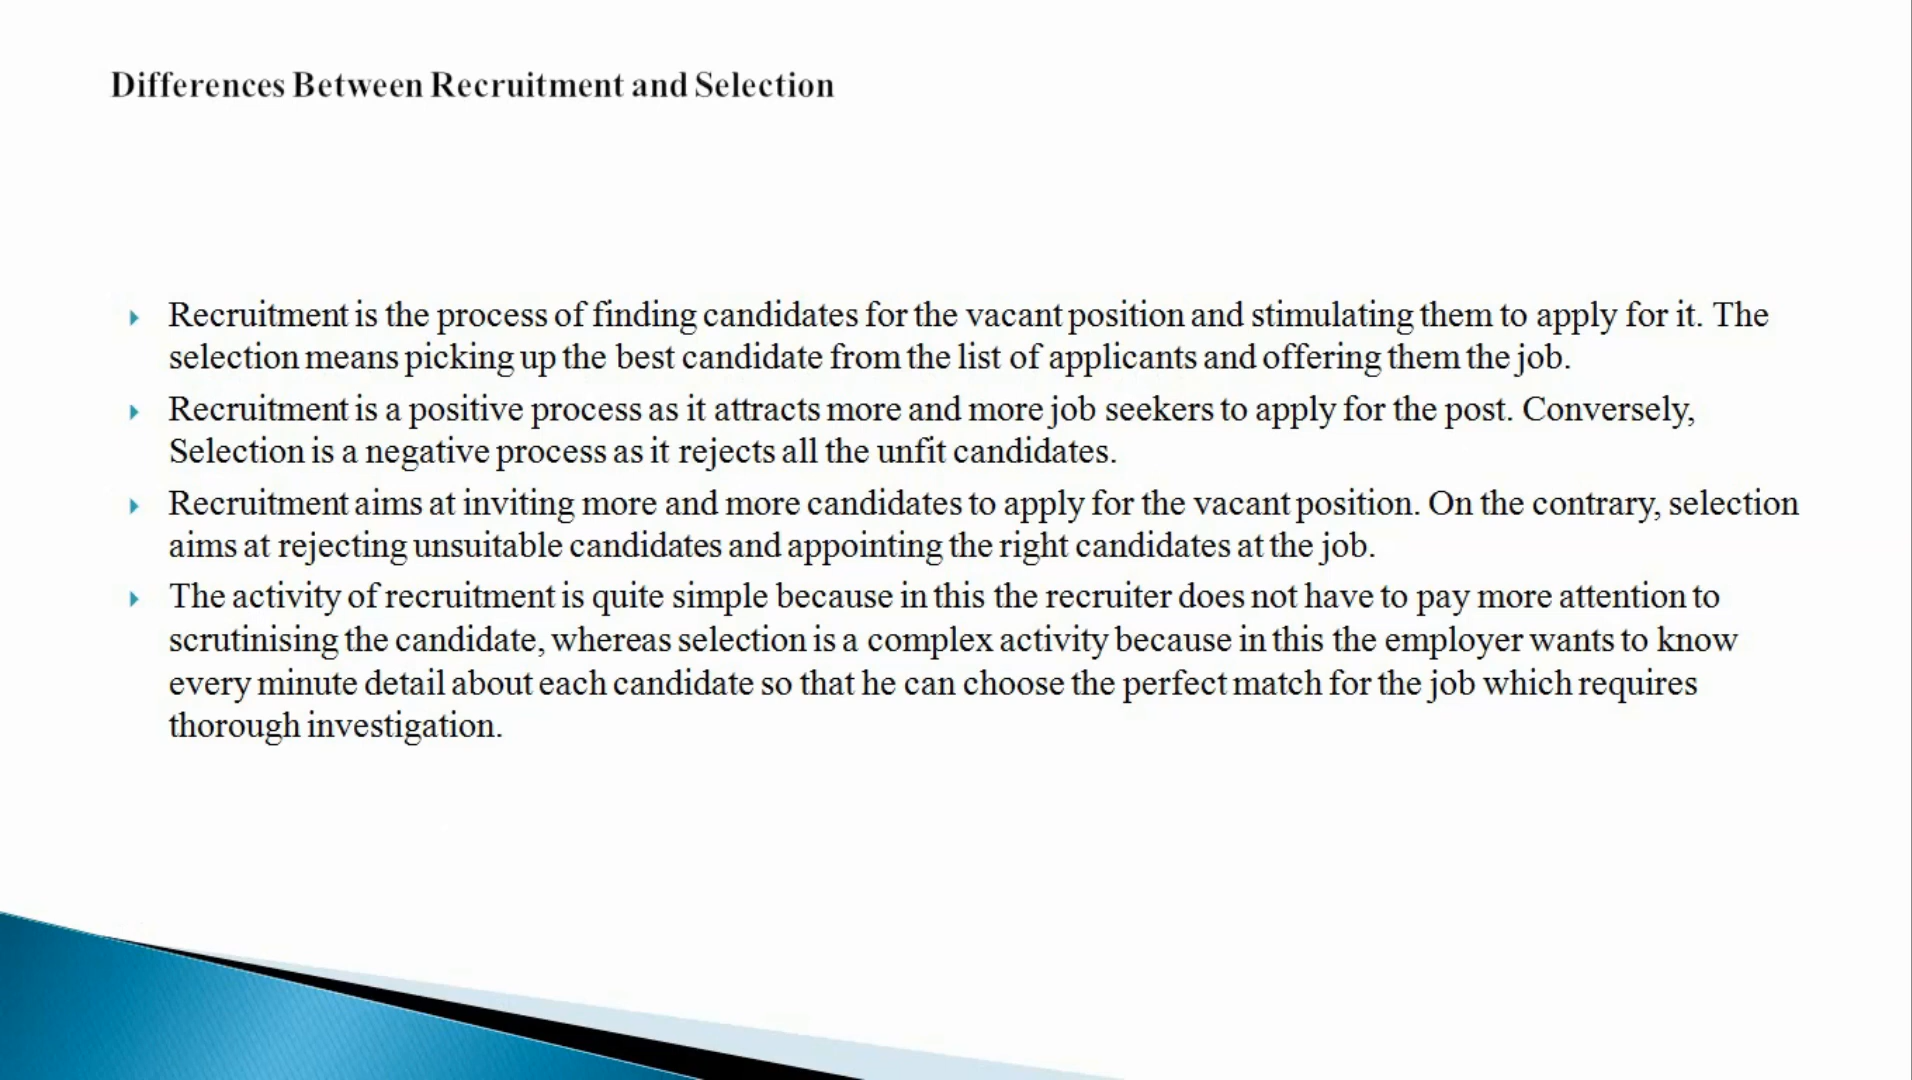 Differences Between Recruitment and Selection
Recruitment is the process of finding candidates for the vacant position and stimulating them to apply for it. The
selection means picking up the best candidate from the list of applicants and offering them the job.
Recruitment is a positive process as it attracts more and more job seekers to apply for the post. Conversely,
Selection is a negative process as it rejects all the unfit candidates.
Recruitment aims at inviting more and more candidates to apply for the vacant position. On the contrary, selection
aims at rejecting unsuitable candidates and appointing the right candidates at the job.
The activity of recruitment is quite simple because in this the recruiter does not have to pay more attention to
scrutinising the candidate, whereas selection is a complex activity because in this the employer wants to know
every minute detail about each candidate so that he can choose the perfect match for the job which requires
thorough investigation.